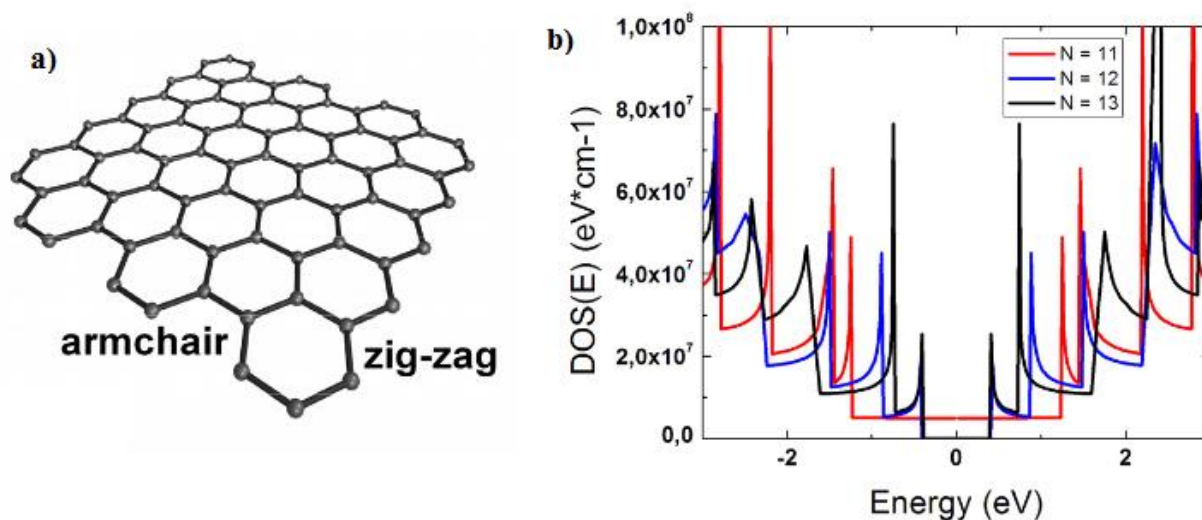 a)
armchair
zig-zag
b)
1,0x10⁸
8,0x10⁷
6,0x10⁷
4,0x10⁷
2,0x10⁷
0,0
DOS(E) (eV*cm-1)
N = 11
N = 12
N = 13
-2
0
2
Energy (eV)